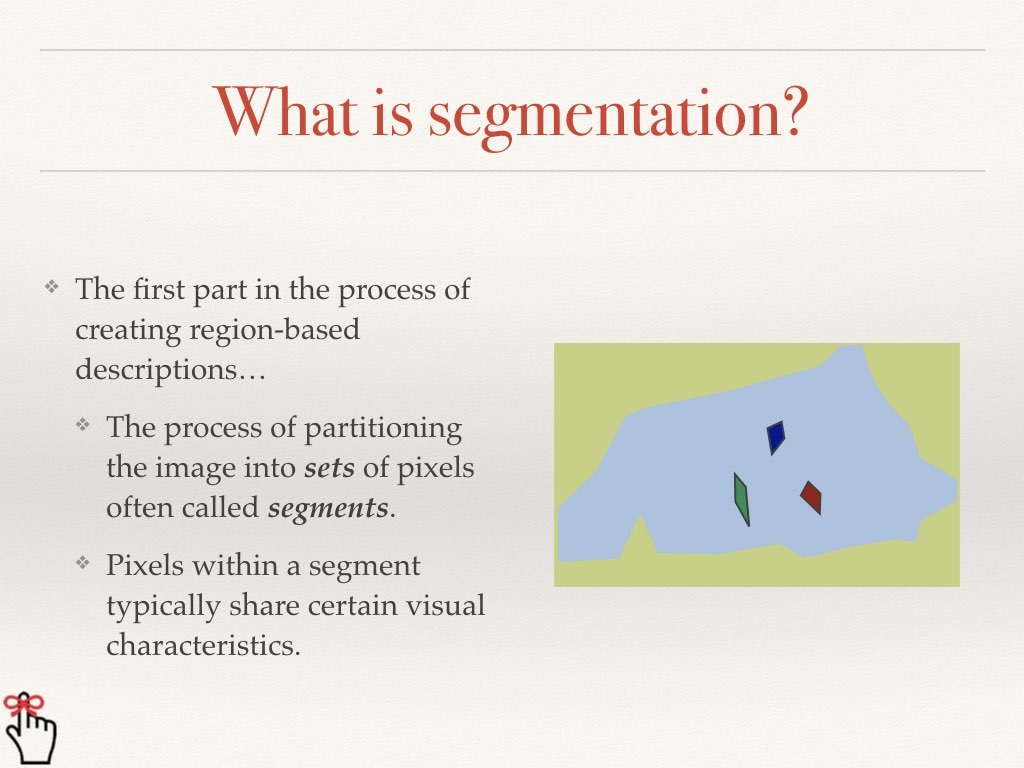 What is segmentation?
❖ The first part in the process of
creating region-based
descriptions…
❖ The process of partitioning
the image into sets of pixels
often called segments.
❖ Pixels within a segment
typically share certain visual
characteristics.